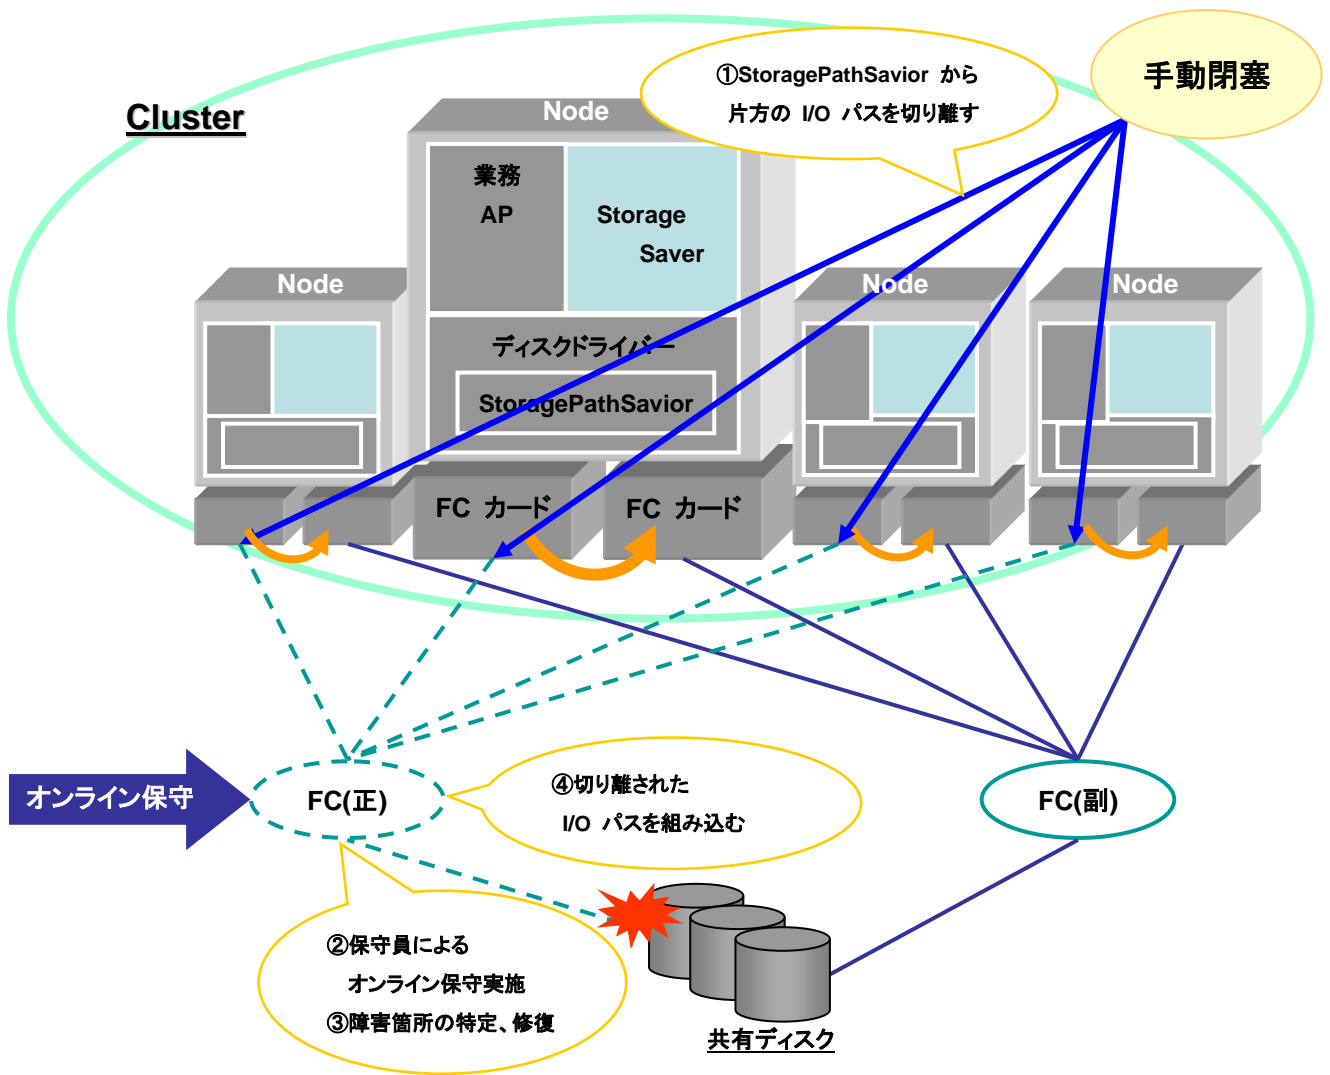 手動閉塞
①StoragePathSavior から
片方の I/O パスを切り離す
Cluster
Node
業務
AP
Storage
Saver
ディスクドライバー
StoragePathSavior
Node
Node
Node
FC カード
FC カード
オンライン保守
FC(正)
④切り離された
I/O パスを組み込む
FC(副)
②保守員による
オンライン保守実施
③障害箇所の特定、修復
共有ディスク